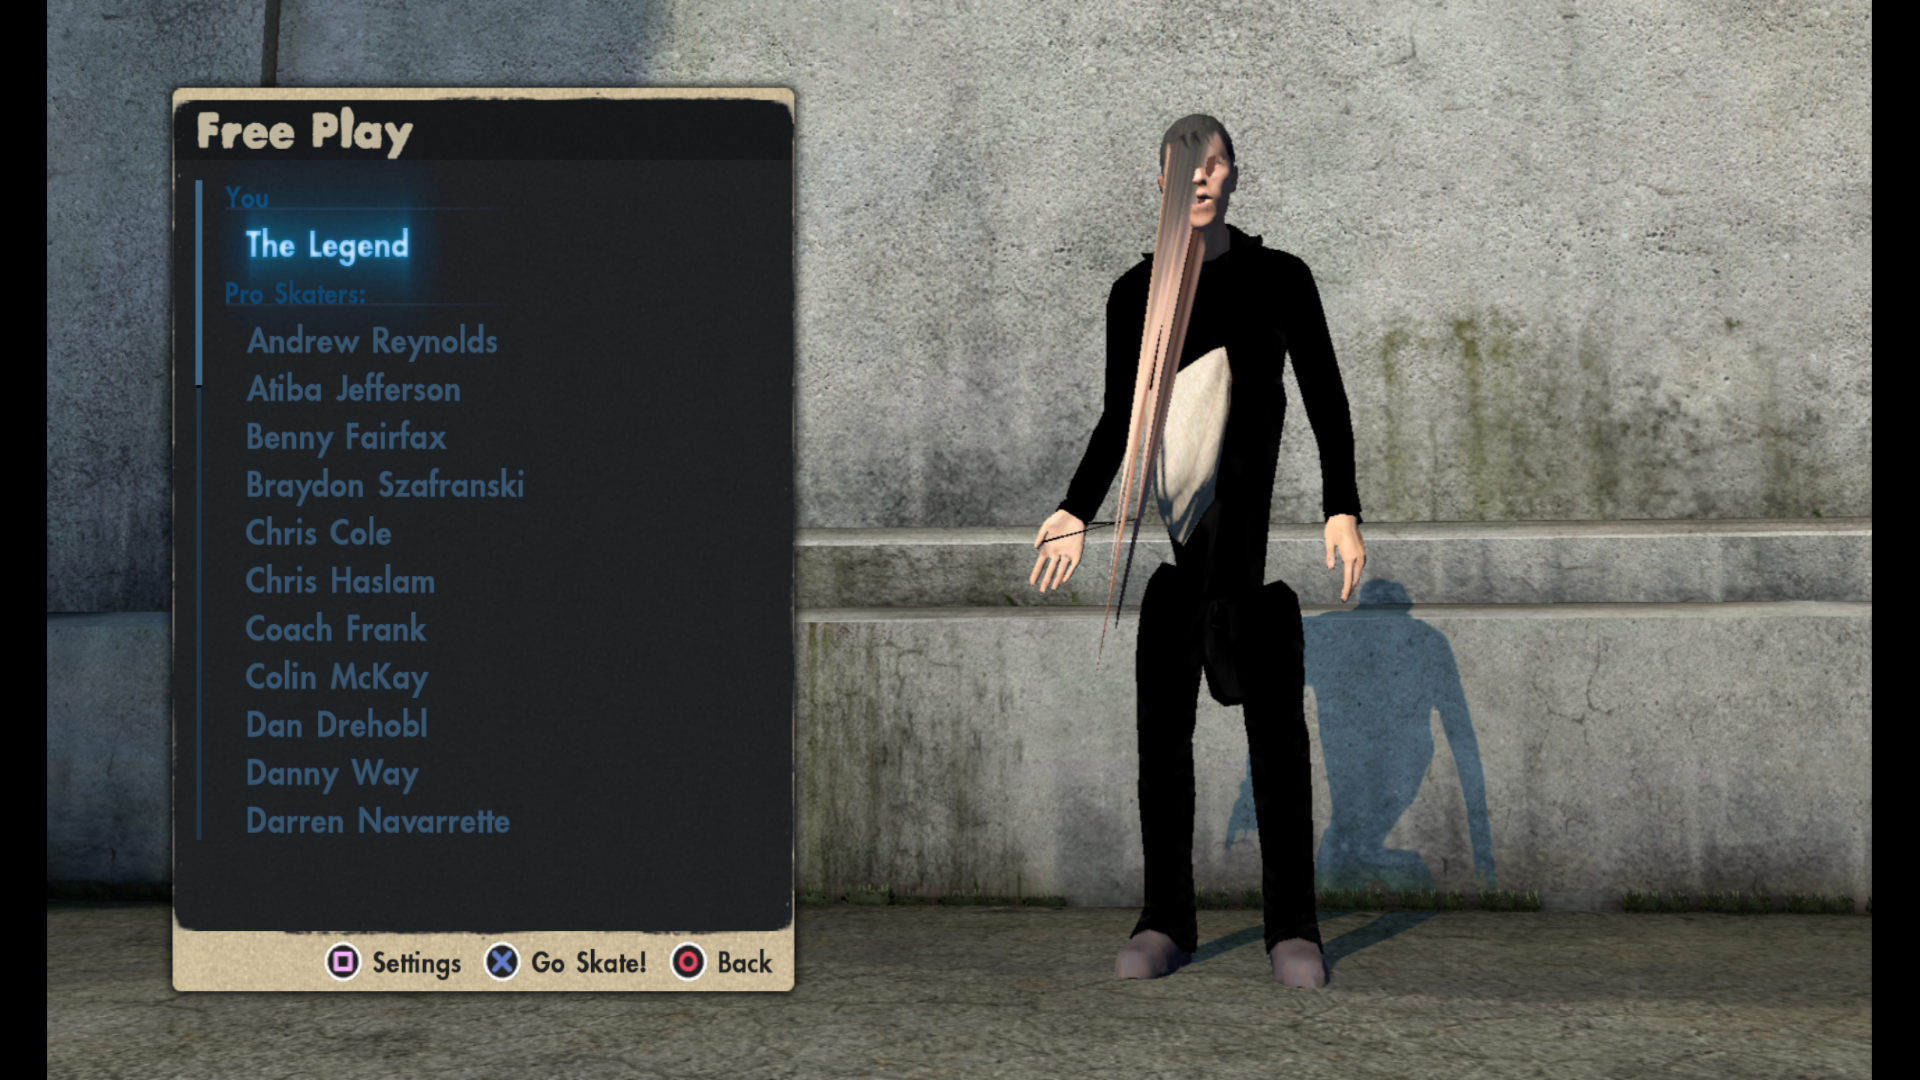 Free Play
You
The Legend
Pro Skaters:
Andrew Reynolds
Atiba Jefferson
Benny Fairfax
Braydon Szafranski
Chris Cole
Chris Haslam
Coach Frank
Colin McKay
Dan Drehobl
Danny Way
Darren Navarrette
Settings Go Skate! Back